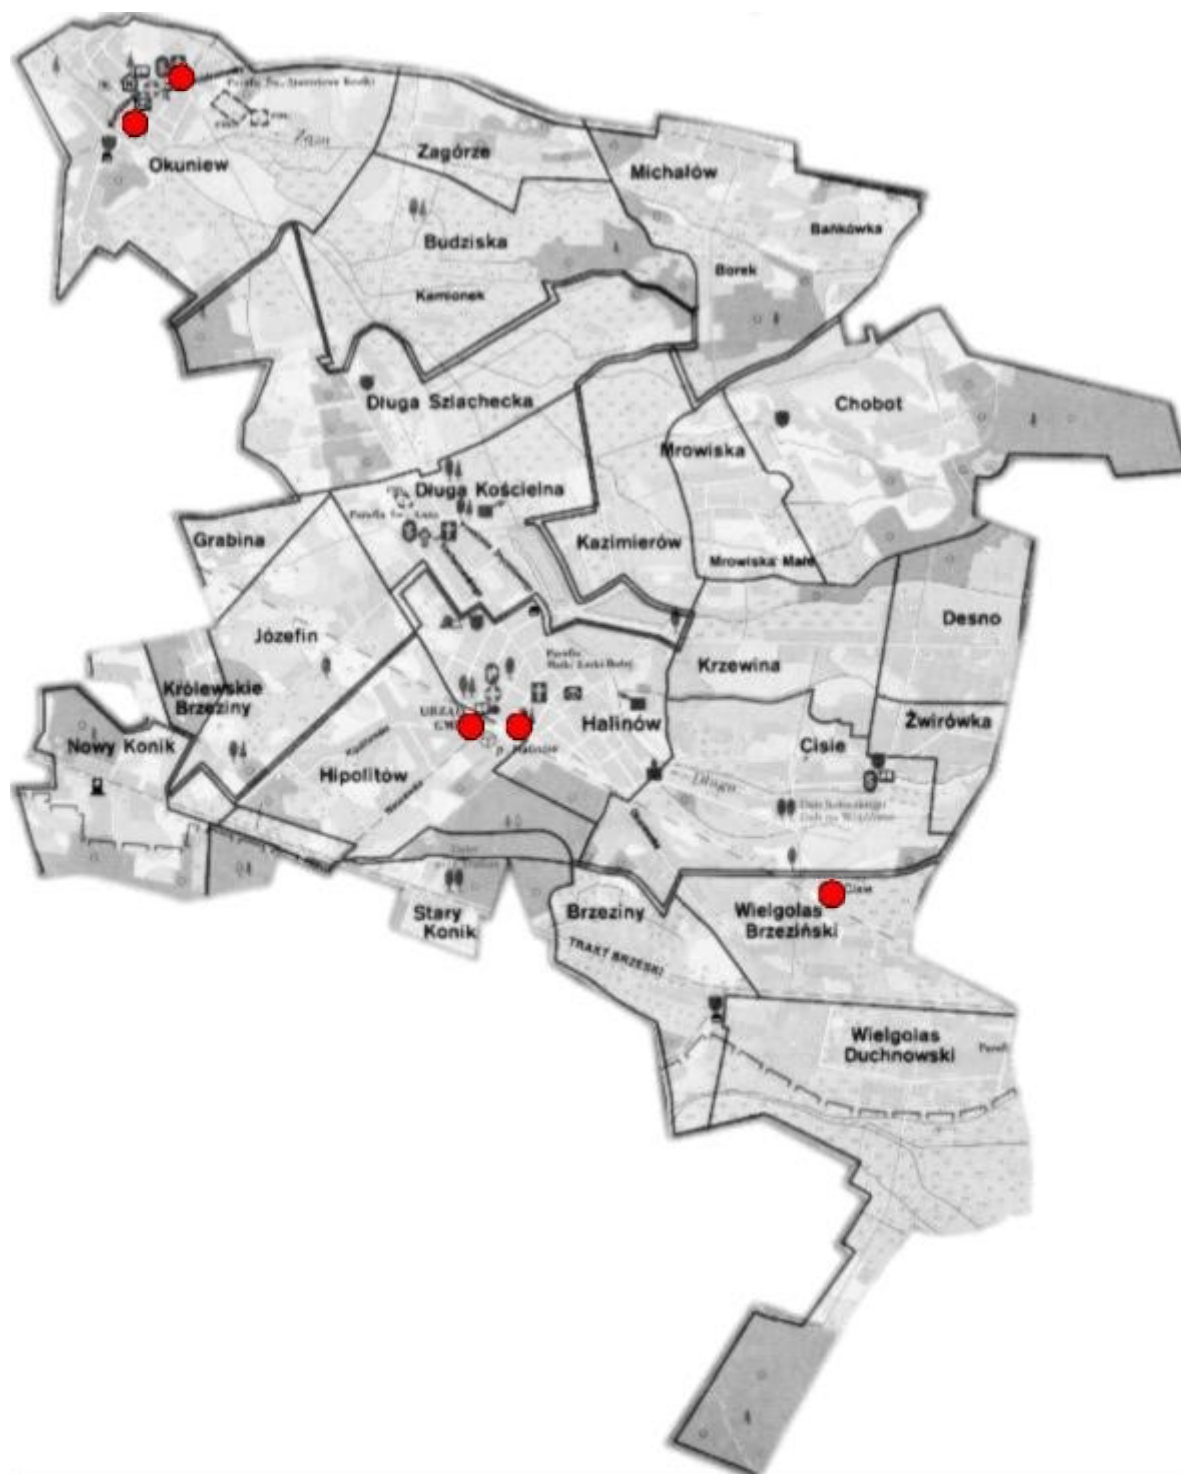 Okuniew
Zagórze
Michałów
Bańkówka
Budziska
Borek
Kamionek
Długa Szlachecka
Chobot
Mrowiska
Długa Kościelna
Grabina
Kazimierów
Mrowiska Małe
Józefin
Desno
Krzewina
Królewskie
Brzeziny
Halinów
Żwirówka
Nowy Konik
Cisie
Hipolitów
Długa
Stary
Konik
Brzeziny
Wielgolas
Brzeziński
TRAKT BRZESKI
Wielgolas
Duchnowski